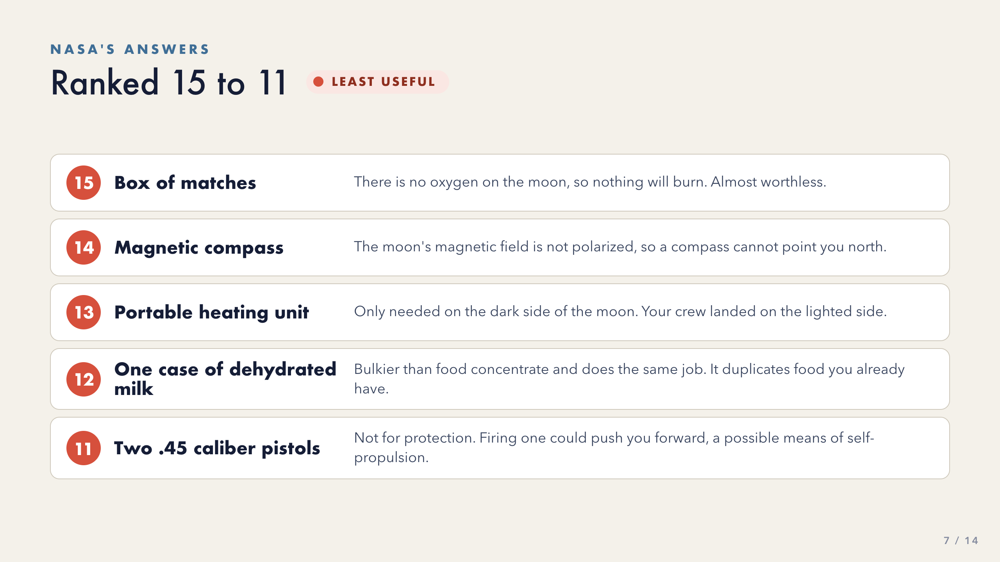 NASA'S ANSWERS
Ranked 15 to 11
LEAST USEFUL
15 Box of matches There is no oxygen on the moon, so nothing will burn. Almost worthless.
14 Magnetic compass The moon's magnetic field is not polarized, so a compass cannot point you north.
13 Portable heating unit Only needed on the dark side of the moon. Your crew landed on the lighted side.
12
One case of dehydrated
milk
Bulkier than food concentrate and does the same job. It duplicates food you already
have.
11
Two .45 caliber pistols
Not for protection. Firing one could push you forward, a possible means of self-
propulsion.
7 / 14